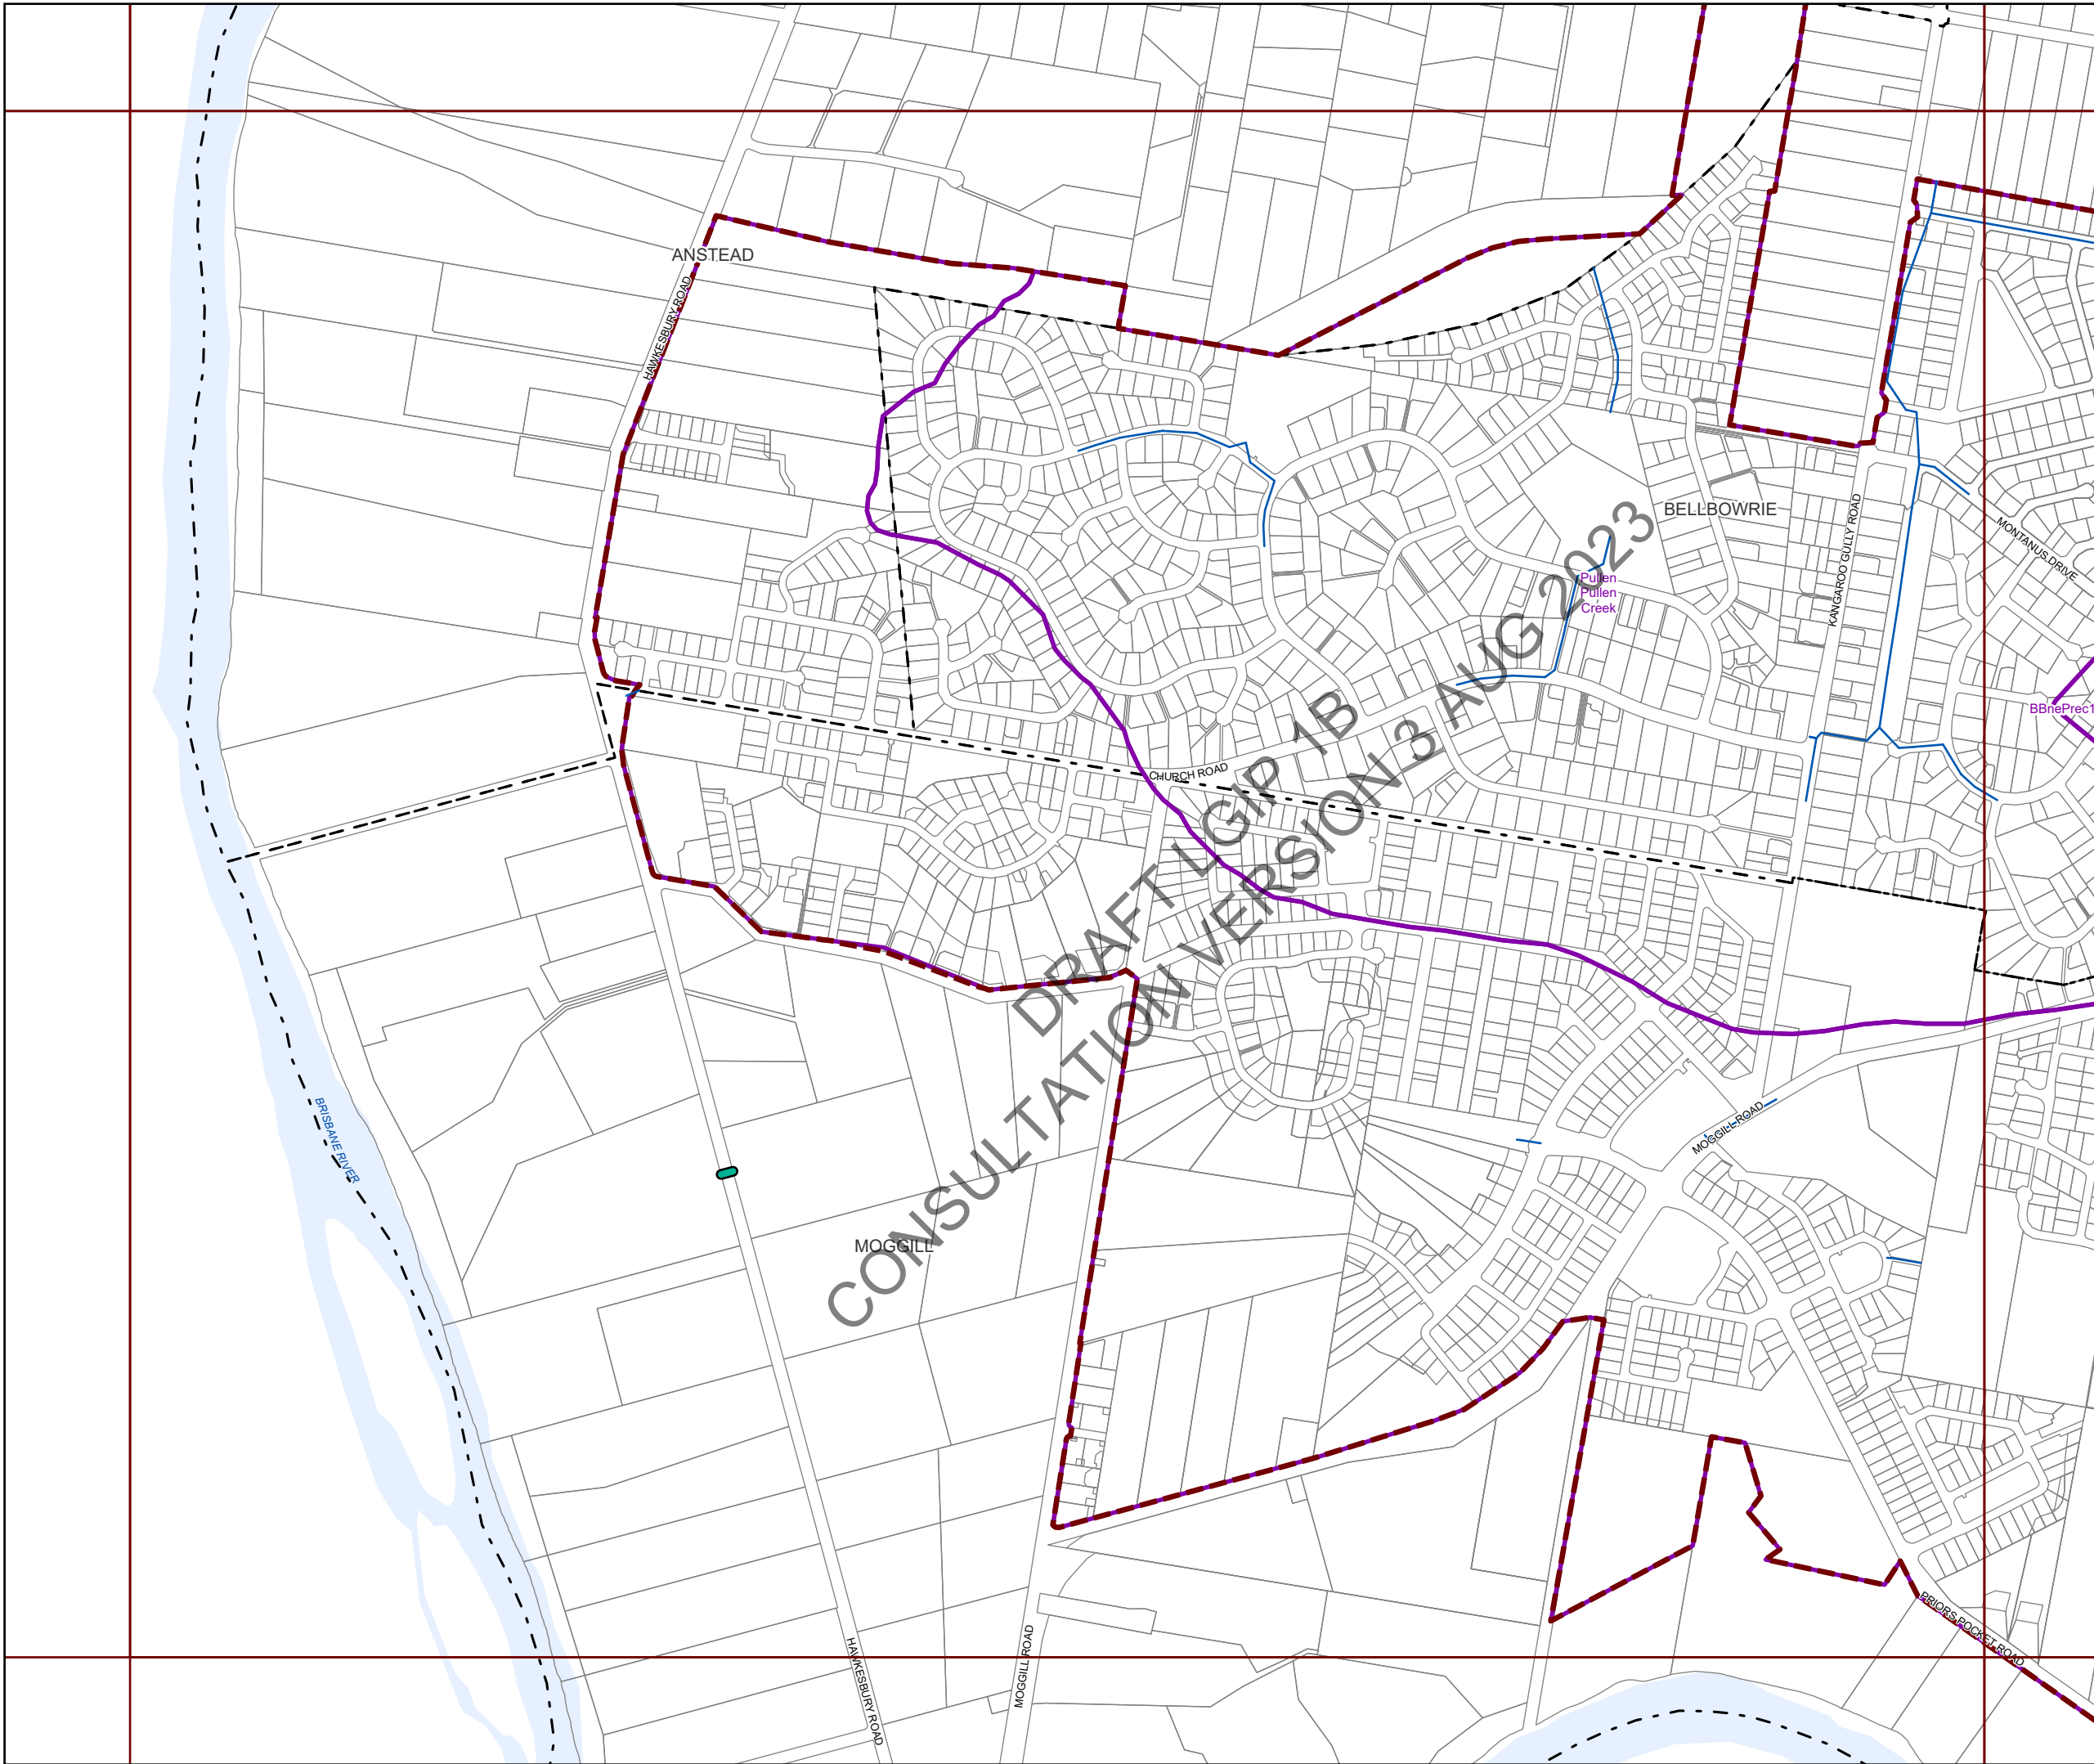 ANSTEAD
HAWKESBURY ROAD
BELLBOWRIE
KANGAROO GULLY ROAD
MONTANUS DRIVE
Pullen
Pullen
Creek
BBnePrec1
CHURCH ROAD
DRAFT LGIP 1B
CONSULTATION VERSION 3 AUG 2023
BRISBANE RIVER
MOGGILL ROAD
MOGGILL
PRIORS POCKET ROAD
HAWKESBURY ROAD
MOGGILL ROAD